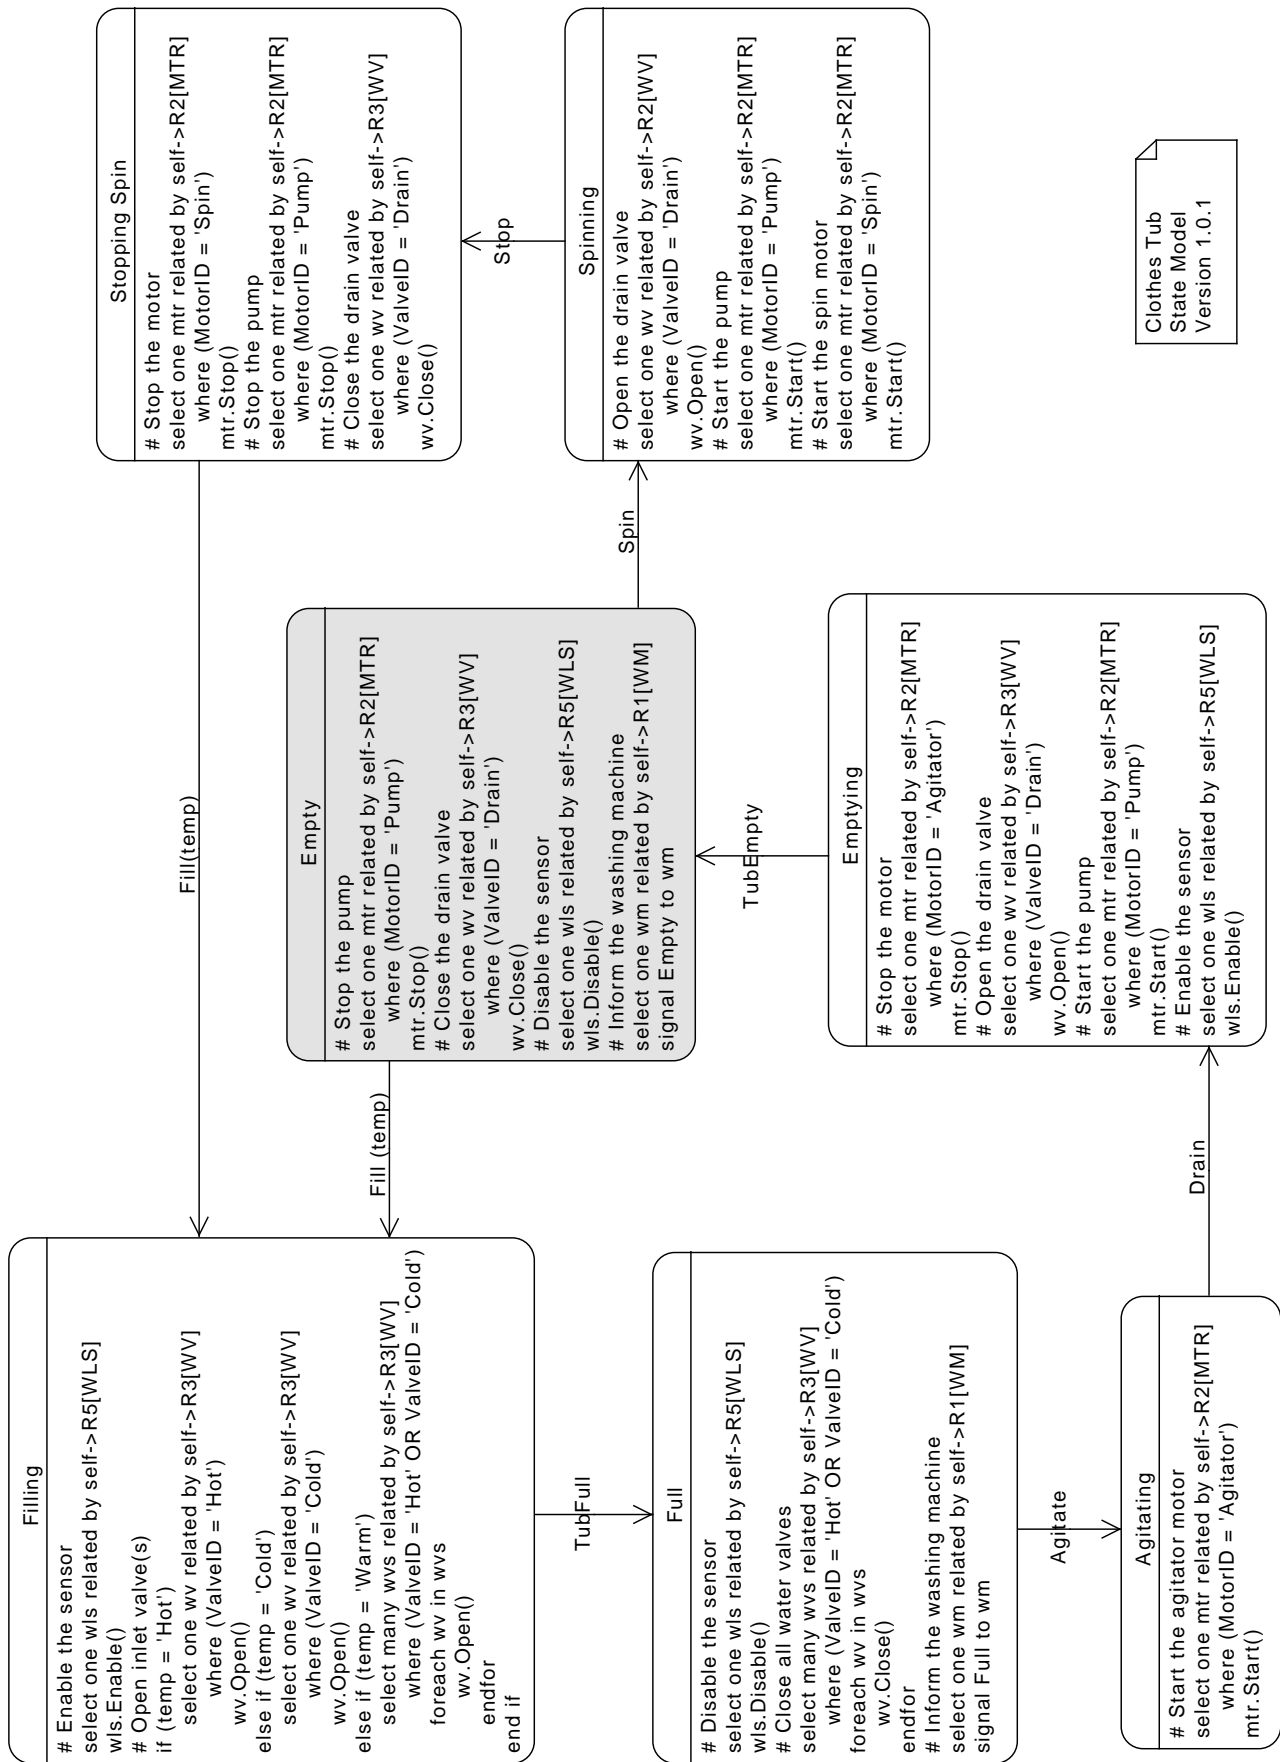 Filling
# Enable the sensor
select one wls related by self->R5[WLS]
wls.Enable()
# Open inlet valve(s)
if (temp = 'Hot')
select one wv related by self->R3[WV]
where (ValveID = 'Hot')
wv.Open()
else if (temp = 'Cold')
select one wv related by self->R3[WV]
where (ValveID = 'Cold')
wv.Open()
else if (temp = 'Warm')
select many wvs related by self->R3[WV]
where (ValveID = 'Hot' OR ValveID = 'Cold')
foreach wv in wvs
wv.Open()
endfor
end if
Fill(temp)
Stopping Spin
# Stop the motor
select one mtr related by self->R2[MTR]
where (MotorID = 'Spin')
mtr.Stop()
# Stop the pump
select one mtr related by self->R2[MTR]
where (MotorID = 'Pump')
mtr.Stop()
# Close the drain valve
select one wv related by self->R3[WV]
where (ValveID = 'Drain')
wv.Close()
Fill (temp)
Empty
# Stop the pump
select one mtr related by self->R2[MTR]
where (MotorID = 'Pump')
mtr.Stop()
# Close the drain valve
select one wv related by self->R3[WV]
where (ValveID = 'Drain')
wv.Close()
# Disable the sensor
select one wls related by self->R5[WLS]
wls.Disable()
# Inform the washing machine
select one wm related by self->R1[WM]
signal Empty to wm
Stop
Spin
TubFull
Full
# Disable the sensor
select one wls related by self->R5[WLS]
wls.Disable()
# Close all water valves
select many wvs related by self->R3[WV]
where (ValveID = 'Hot' OR ValveID = 'Cold')
foreach wv in wvs
wv.Close()
endfor
# Inform the washing machine
select one wm related by self->R1[WM]
signal Full to wm
TubEmpty
Spinning
# Open the drain valve
select one wv related by self->R2[WV]
where (ValveID = 'Drain')
wv.Open()
# Start the pump
select one mtr related by self->R2[MTR]
where (MotorID = 'Pump')
mtr.Start()
# Start the spin motor
select one mtr related by self->R2[MTR]
where (MotorID = 'Spin')
mtr.Start()
Emptying
# Stop the motor
select one mtr related by self->R2[MTR]
where (MotorID = 'Agitator')
mtr.Stop()
# Open the drain valve
select one wv related by self->R3[WV]
where (ValveID = 'Drain')
wv.Open()
# Start the pump
select one mtr related by self->R2[MTR]
where (MotorID = 'Pump')
mtr.Start()
# Enable the sensor
select one wls related by self->R5[WLS]
wls.Enable()
Agitate
Agitating
# Start the agitator motor
select one mtr related by self->R2[MTR]
where (MotorID = 'Agitator')
mtr.Start()
Drain
Clothes Tub
State Model
Version 1.0.1